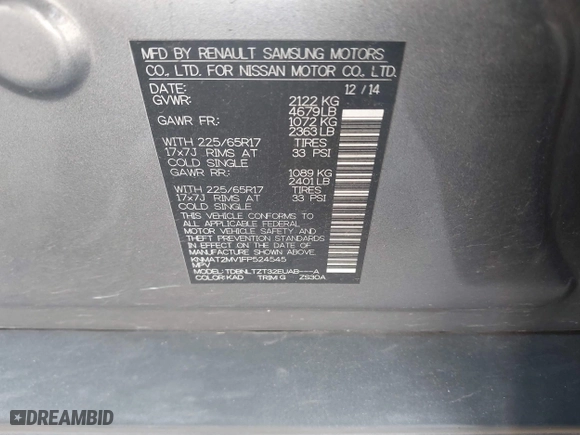 MFD BY RENAULT SAMSUNG MOTORS
CO., LTD. FOR NISSAN MOTOR CO., LTD.
DATE: 12/14
GVWR: 2122 KG
4679LB
GAWR FR: 1072 KG
2363 LB
WITH 225/65R17 TIRES
17x7J RIMS AT 33 PSI
COLD SINGLE
GAWR RR: 1089 KG
2401 LB
WITH 225/65R17 TIRES
17x7J RIMS AT 33 PSI
COLD SINGLE
THIS VEHICLE CONFORMS TO
ALL APPLICABLE FEDERAL
MOTOR VEHICLE SAFETY AND
THEFT PREVENTION STANDARDS
IN EFFECT ON THE DATE OF
MANUFACTURE SHOWN ABOVE.
KNMAT2MV1FP524545
MPV
MODEL: TDBNLTZT32EUAB---A
COLOR: KAD TRIM: G ZS30A
DREAMBID